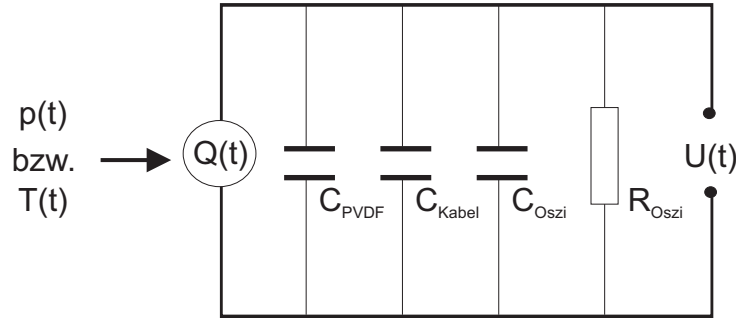 p(t)
bzw.
T(t)
Q(t)
C_PVDF
C_Kabel
C_Oszi
R_Oszi
U(t)